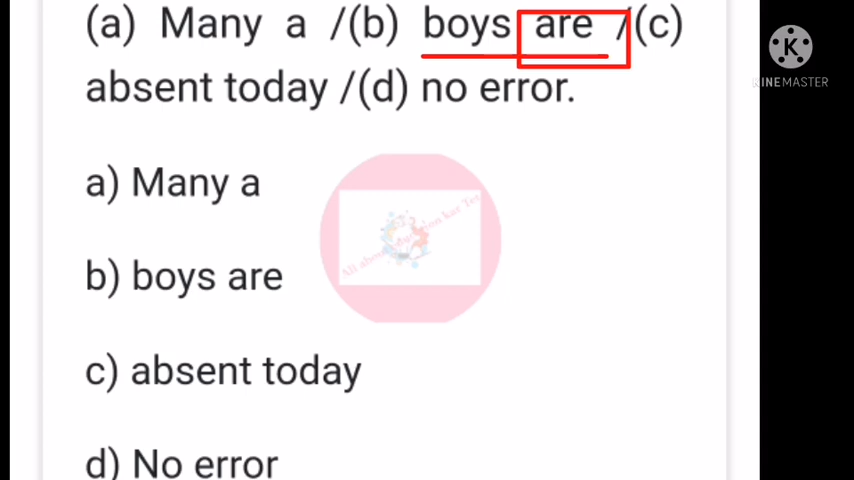 (a) Many a /(b) boys are /(c)
absent today /(d) no error.
a) Many a
b) boys are
c) absent today
d) No error
K
KINEMASTER